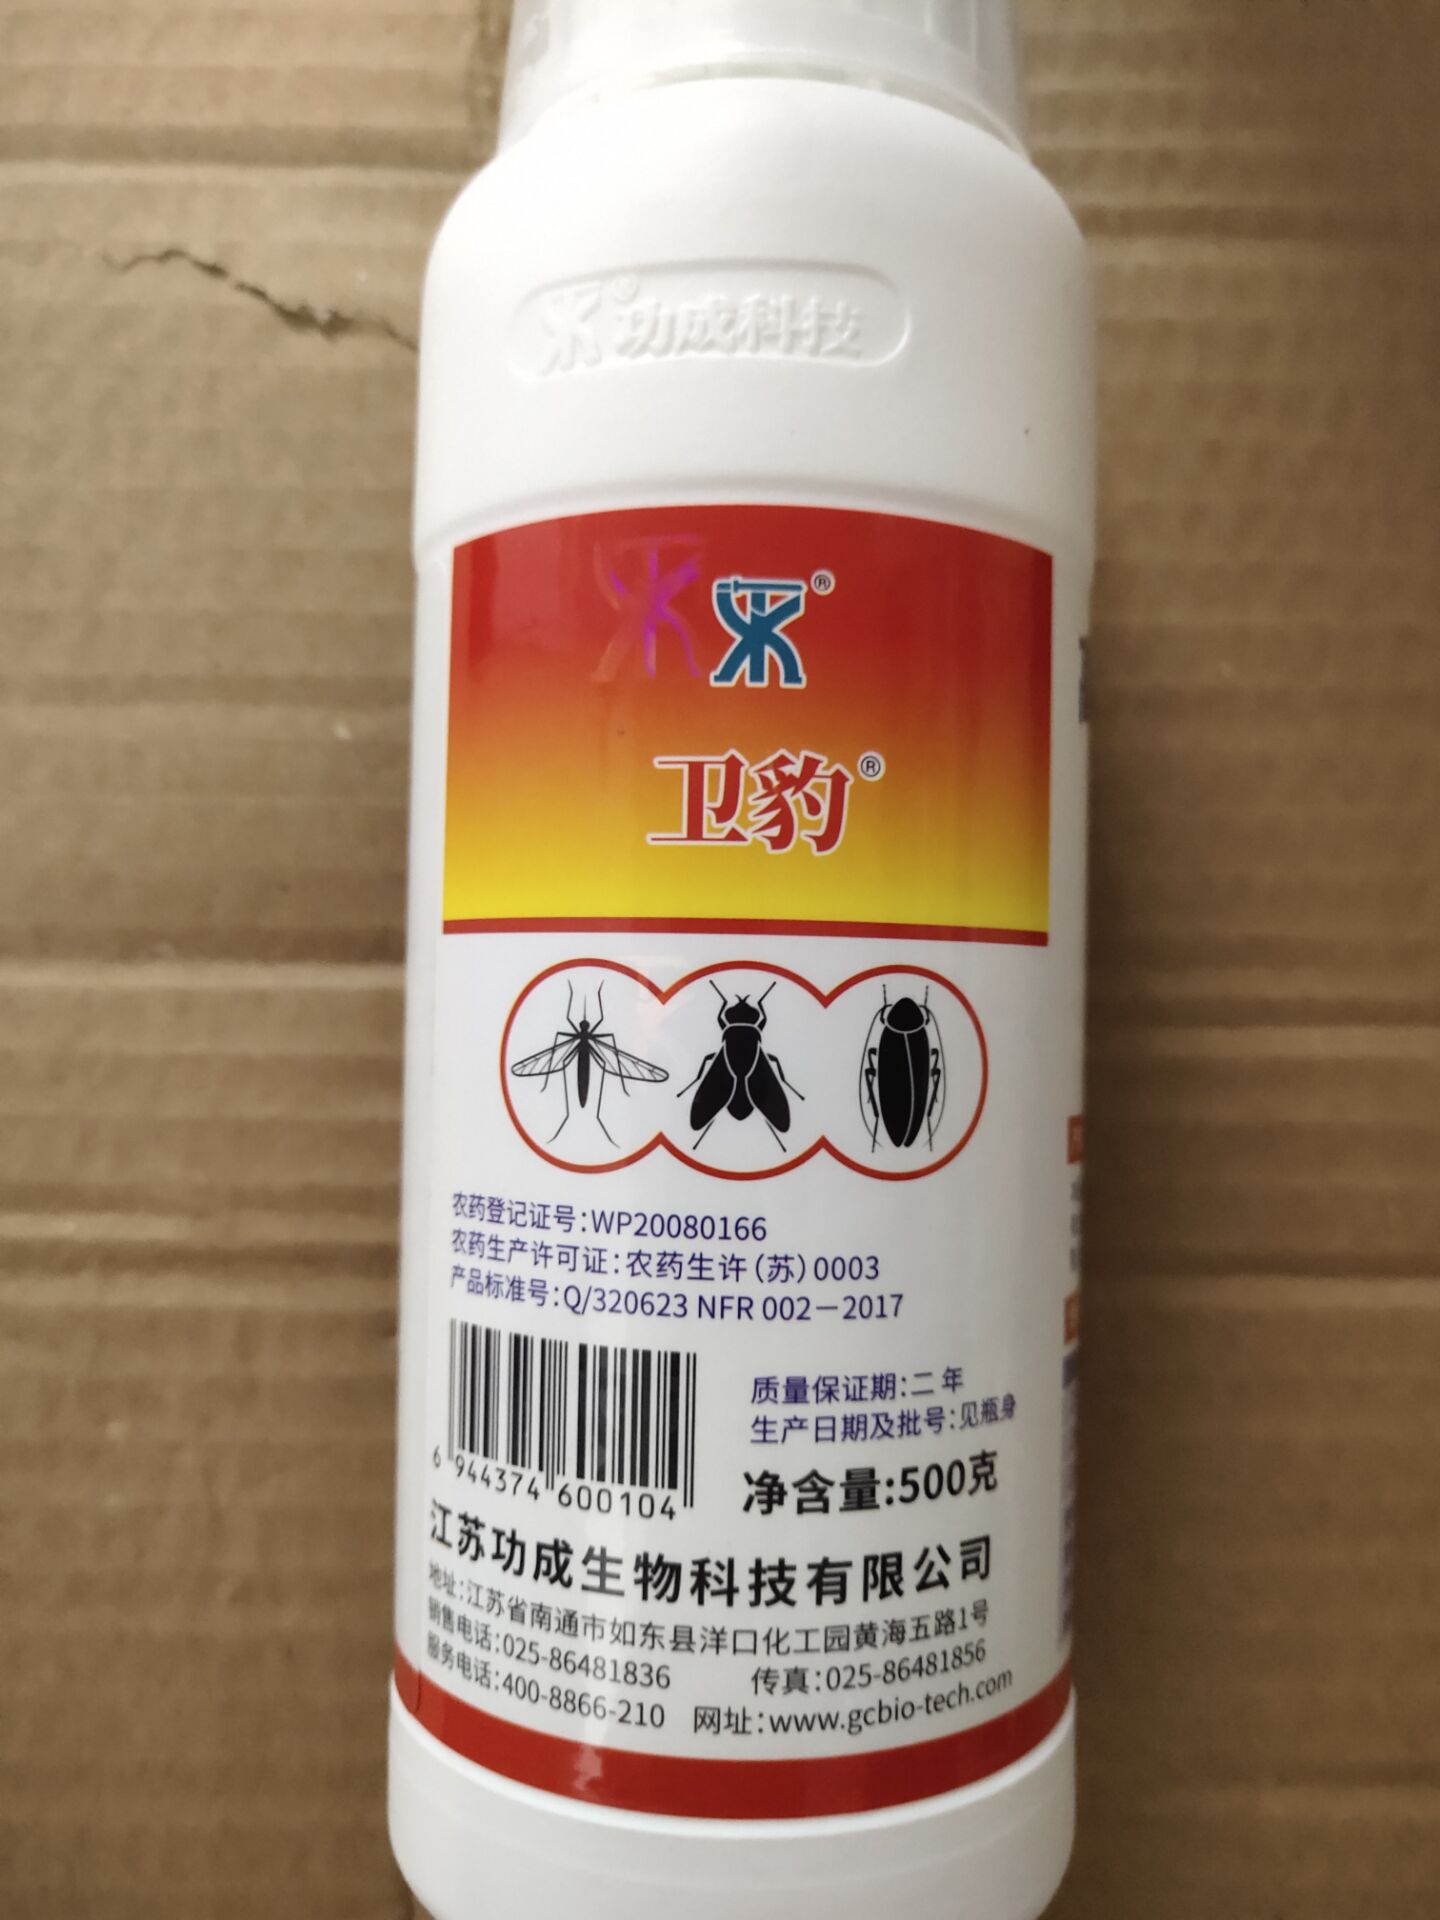 功成科技
卫豹®
农药登记证号:WP20080166
农药生产许可证:农药生许(苏)0003
产品标准号:Q/320623 NFR 002-2017
质量保证期:二年
生产日期及批号:见瓶身
净含量:500克
6 944374 600104
江苏功成生物科技有限公司
地址:江苏省南通市如东县洋口化工园黄海五路1号
销售电话:025-86481836 传真:025-86481856
服务电话:400-8866-210 网址:www.gcbio-tech.com